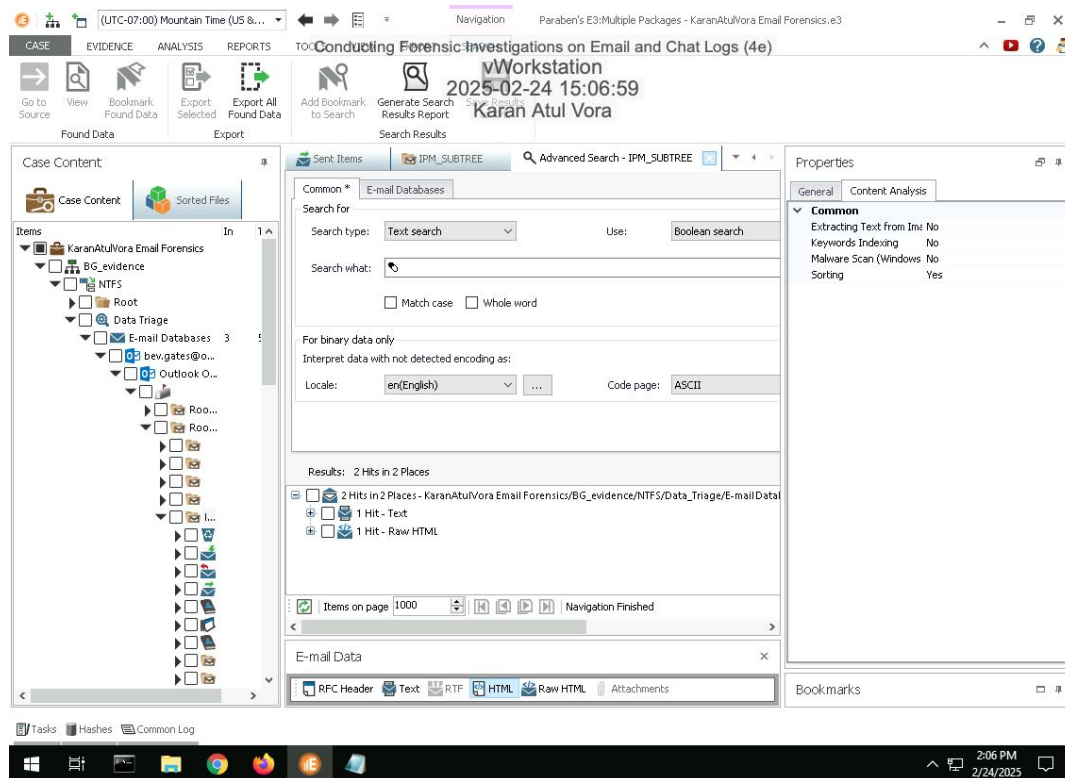 (UTC-07:00) Mountain Time (US &...
Navigation
Paraben's E3:Multiple Packages - KaranAtulVora Email Forensics.e3
CASE
EVIDENCE
ANALYSIS
REPORTS
Conducting Forensic Investigations on Email and Chat Logs (4e)
vWorkstation
2025-02-24 15:06:59
Karan Atul Vora
Go to Source
View
Bookmark Found Data
Export Selected
Export All Found Data
Add Bookmark to Search
Generate Search Results Report
Save Results
Found Data
Export
Search Results
Case Content
Case Content
Sorted Files
Items
In
KaranAtulVora Email Forensics
BG_evidence
NTFS
Root
Data Triage
E-mail Databases 3
bev.gates@o...
Outlook O...
Roo...
Roo...
I...
Sent Items
IPM_SUBTREE
Advanced Search - IPM_SUBTREE
Common *
E-mail Databases
Search for
Search type: Text search
Use: Boolean search
Search what:
Match case
Whole word
For binary data only
Interpret data with not detected encoding as:
Locale: en(English) ...
Code page: ASCII
Results: 2 Hits in 2 Places
2 Hits in 2 Places - KaranAtulVora Email Forensics/BG_evidence/NTFS/Data_Triage/E-mail Datal
1 Hit - Text
1 Hit - Raw HTML
Items on page 1000
Navigation Finished
E-mail Data
RFC Header
Text
RTF
HTML
Raw HTML
Attachments
Properties
General
Content Analysis
Common
Extracting Text from Ima No
Keywords Indexing No
Malware Scan (Windows No
Sorting Yes
Bookmarks
Tasks
Hashes
Common Log
2:06 PM
2/24/2025